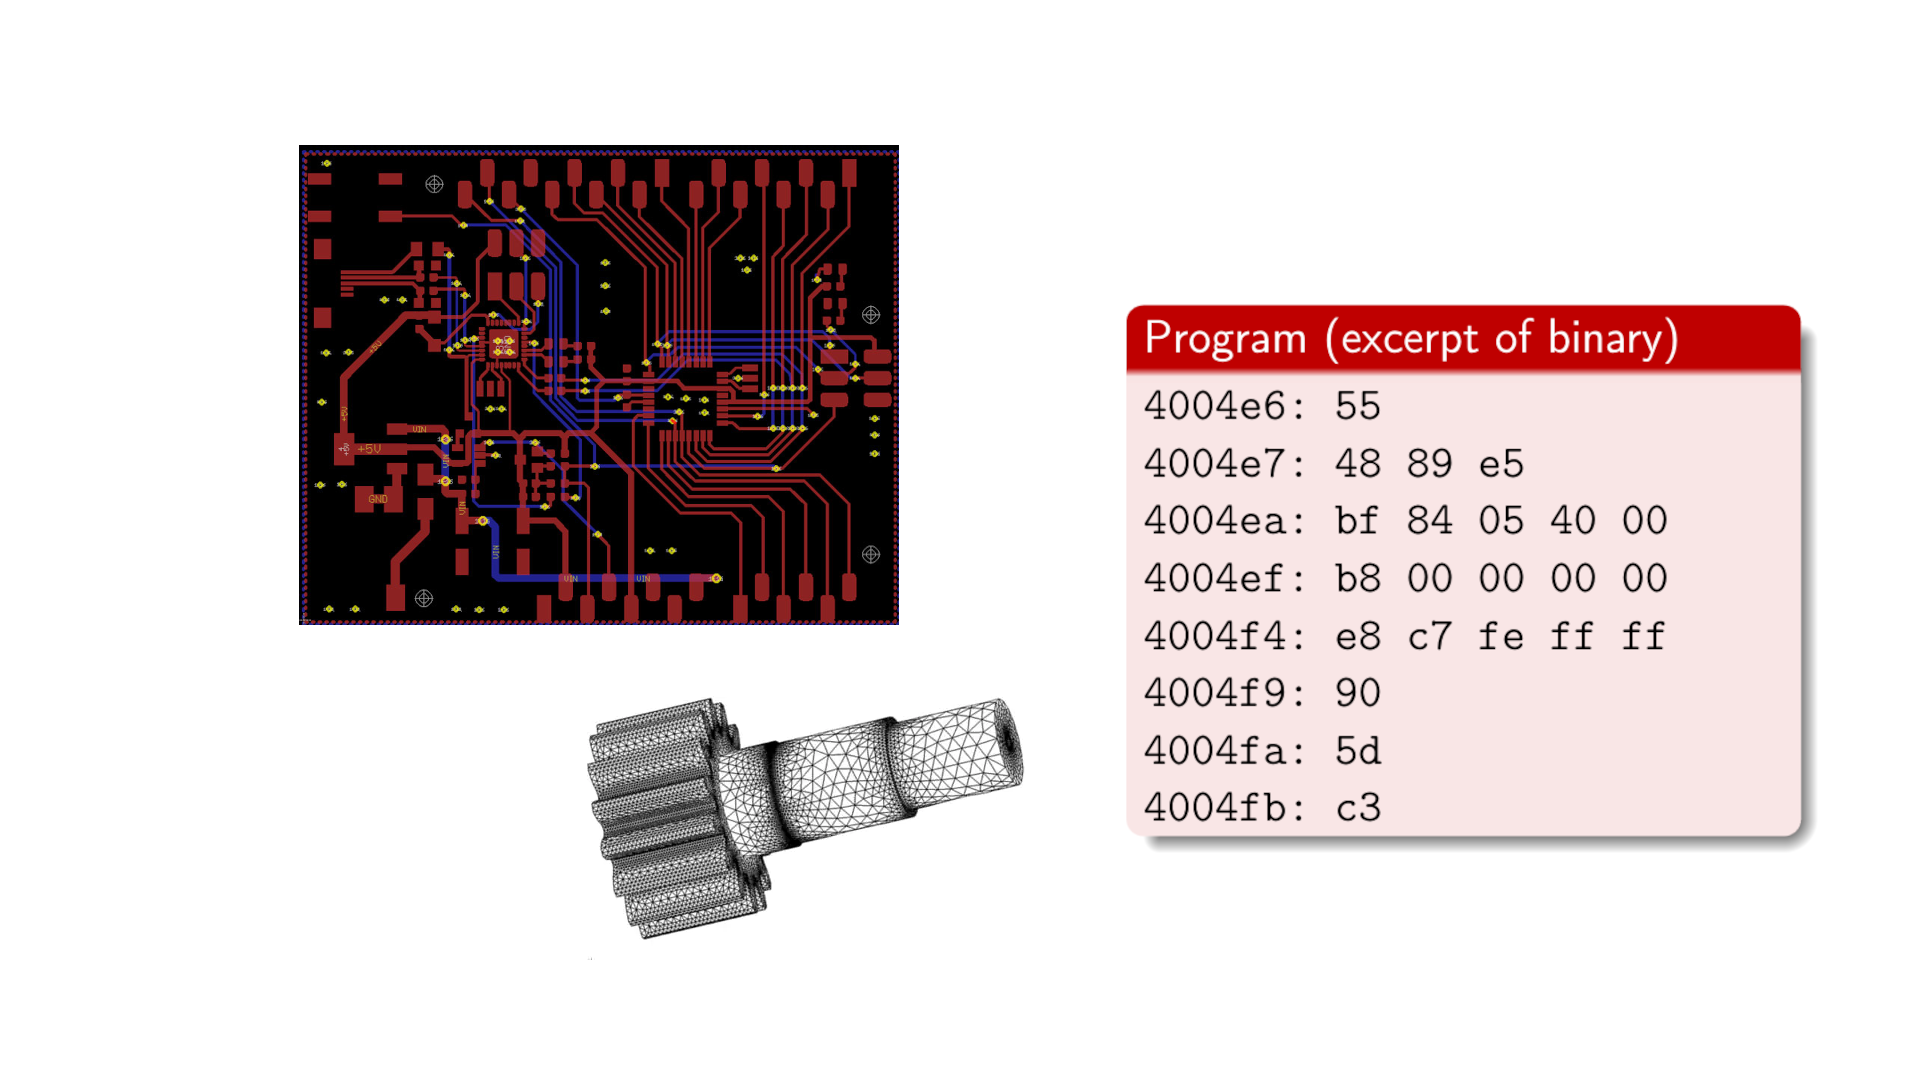 +5V
+5V
VIN
+5V
VIN
GND
VIN
VIN
VIN
VIN
Program (excerpt of binary)
4004e6: 55
4004e7: 48 89 e5
4004ea: bf 84 05 40 00
4004ef: b8 00 00 00 00
4004f4: e8 c7 fe ff ff
4004f9: 90
4004fa: 5d
4004fb: c3